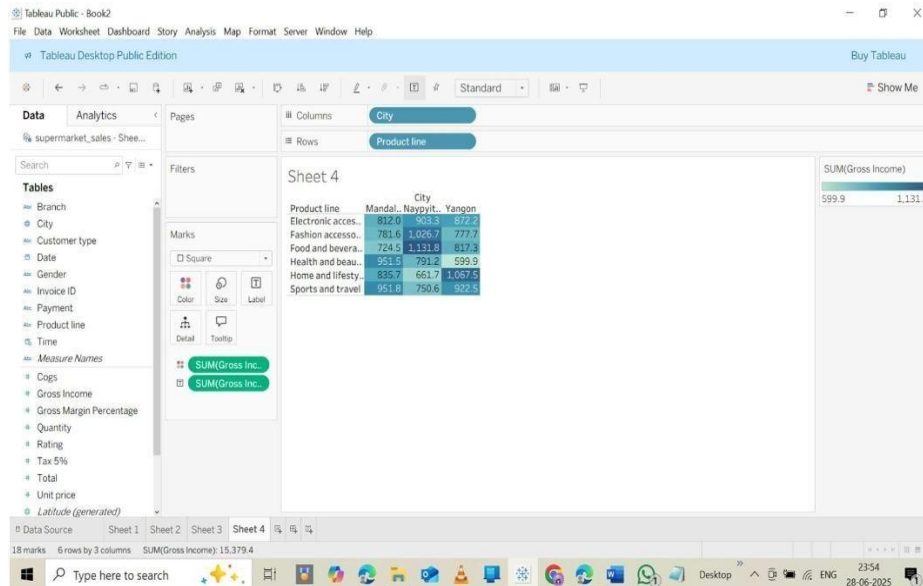 Tableau Public - Book2
File Data Worksheet Dashboard Story Analysis Map Format Server Window Help
Tableau Desktop Public Edition Buy Tableau
Standard Show Me
Data Analytics Pages Columns City
supermarket_sales - Shee... Rows Product line
Search Filters Sheet 4 SUM(Gross Income)
599.9 1,131.
Tables
Abc Branch
City
Abc Customer type
Date
Abc Gender
Abc Invoice ID
Abc Payment
Abc Product line
Time
Abc Measure Names
# Cogs
# Gross Income
# Gross Margin Percentage
# Quantity
# Rating
# Tax 5%
# Total
# Unit price
Latitude (generated)
Marks
Square
Color Size Label
Detail Tooltip
SUM(Gross Inc..
SUM(Gross Inc..
City
Product line Mandal.. Naypyit.. Yangon
Electronic acces.. 812.0 903.3 872.2
Fashion accesso.. 781.6 1,026.7 777.7
Food and bevera.. 724.5 1,131.8 817.3
Health and beau.. 951.5 791.2 599.9
Home and lifesty.. 835.7 661.7 1,067.5
Sports and travel 951.8 750.6 922.5
Data Source Sheet 1 Sheet 2 Sheet 3 Sheet 4
18 marks 6 rows by 3 columns SUM(Gross Income): 15,379.4
Type here to search Desktop ENG 23:54
28-06-2025